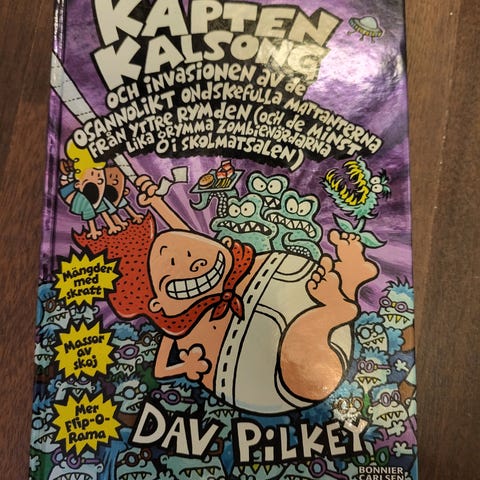 KAPTEN
KALSONG
OCH INVASIONEN AV DE
OSANNOLIKT ONDSKEFULLA MATTANTERNA
FRÅN YTTRE RYMDEN (OCH DE MINST
LIKA GRYMMA ZOMBIENÖRDARNA
I SKOLMATSALEN)
Mängder
med
skratt
Massor
av
skoj
Mer
Flip-O-
Rama
DAV PILKEY
BONNIER
CARLSEN